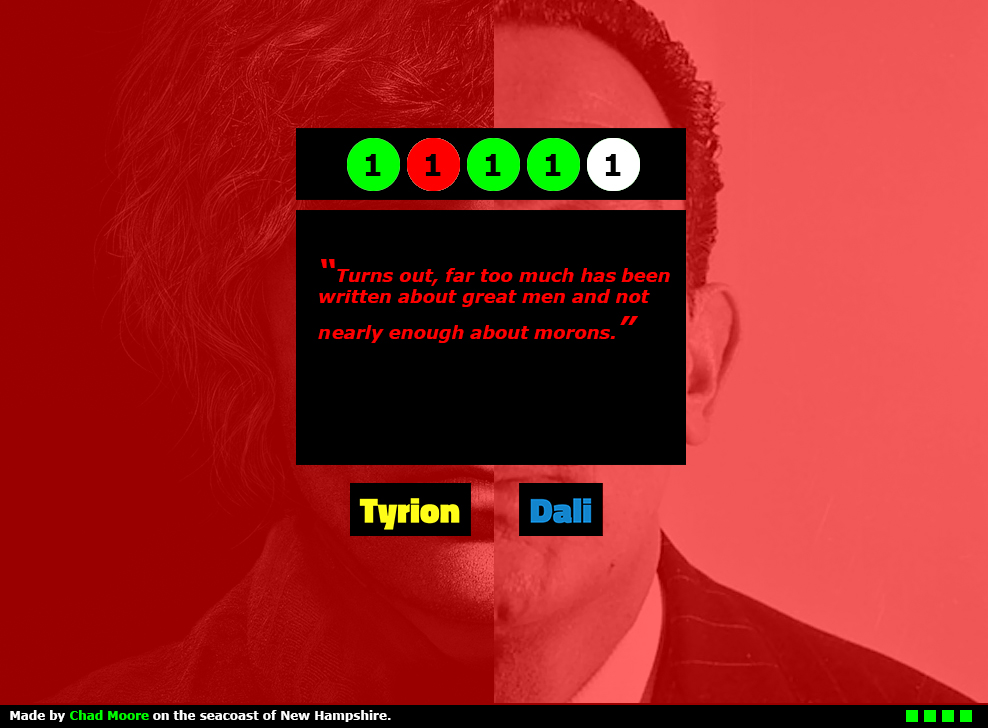 1 1 1 1 1
“Turns out, far too much has been
written about great men and not
nearly enough about morons.”
Tyrion Dali
Made by Chad Moore on the seacoast of New Hampshire.